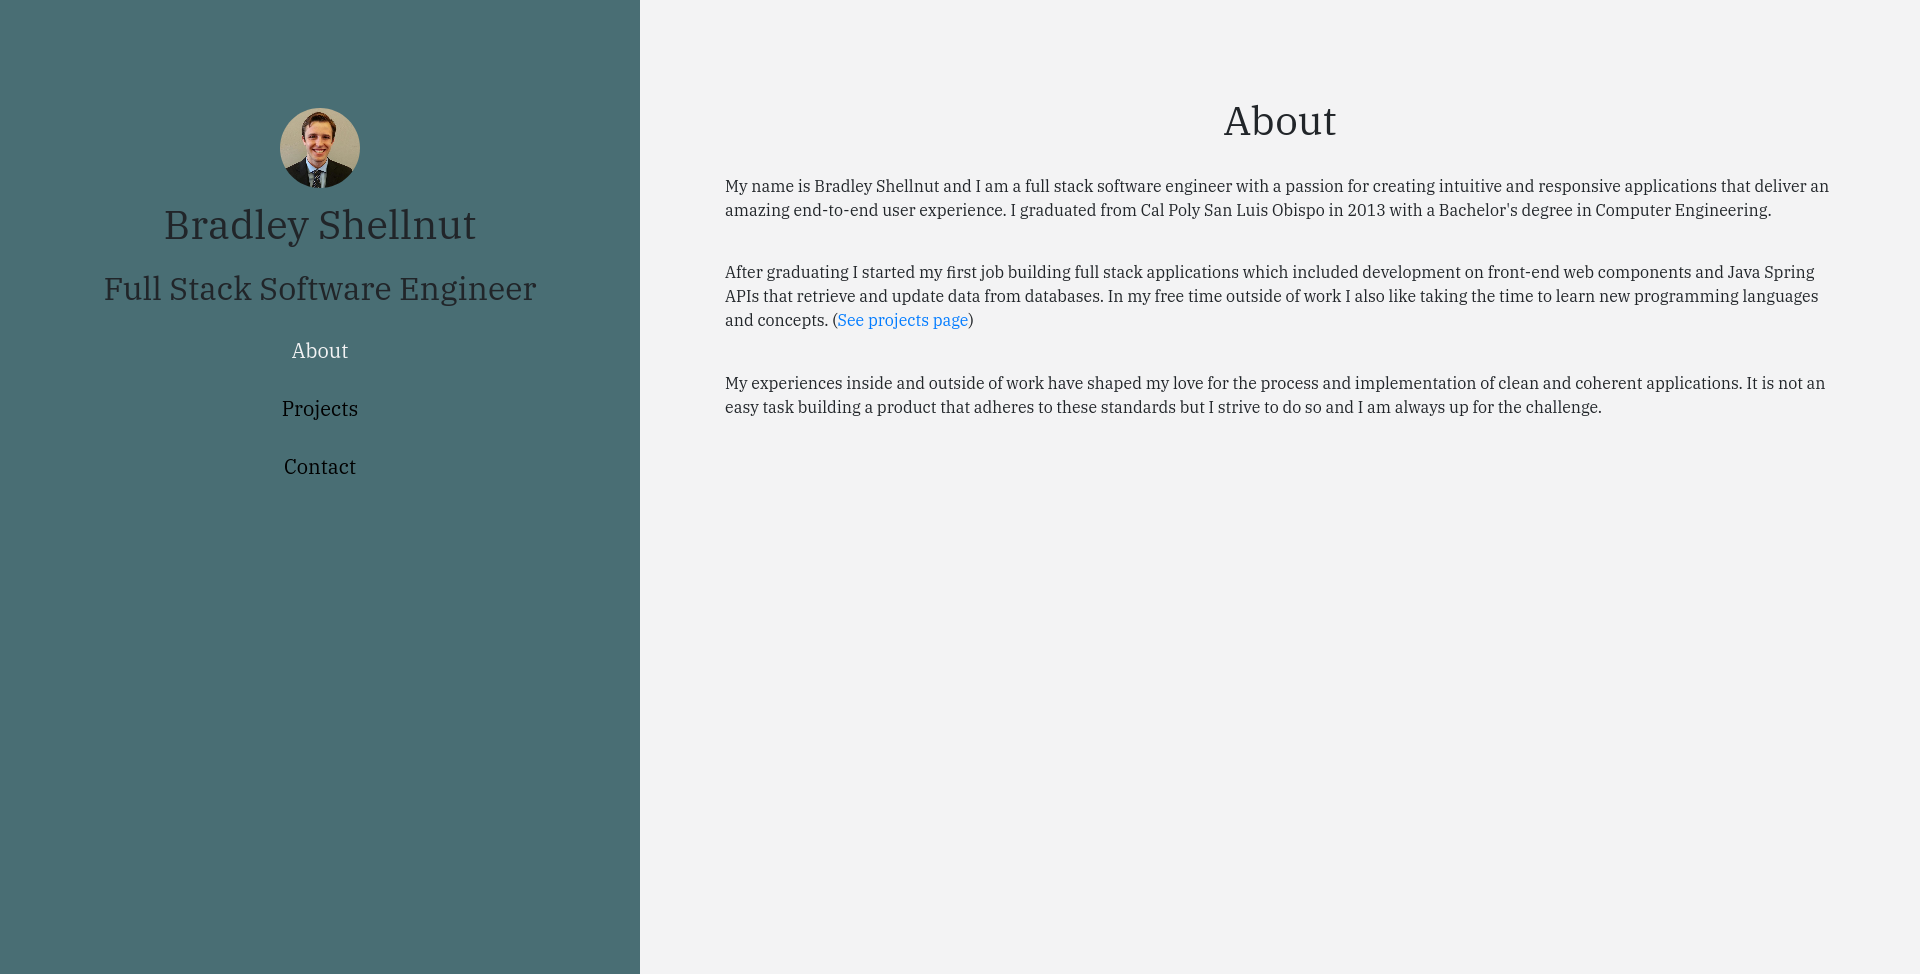 Bradley Shellnut
Full Stack Software Engineer
About
Projects
Contact
About
My name is Bradley Shellnut and I am a full stack software engineer with a passion for creating intuitive and responsive applications that deliver an
amazing end-to-end user experience. I graduated from Cal Poly San Luis Obispo in 2013 with a Bachelor's degree in Computer Engineering.
After graduating I started my first job building full stack applications which included development on front-end web components and Java Spring
APIs that retrieve and update data from databases. In my free time outside of work I also like taking the time to learn new programming languages
and concepts. (See projects page)
My experiences inside and outside of work have shaped my love for the process and implementation of clean and coherent applications. It is not an
easy task building a product that adheres to these standards but I strive to do so and I am always up for the challenge.